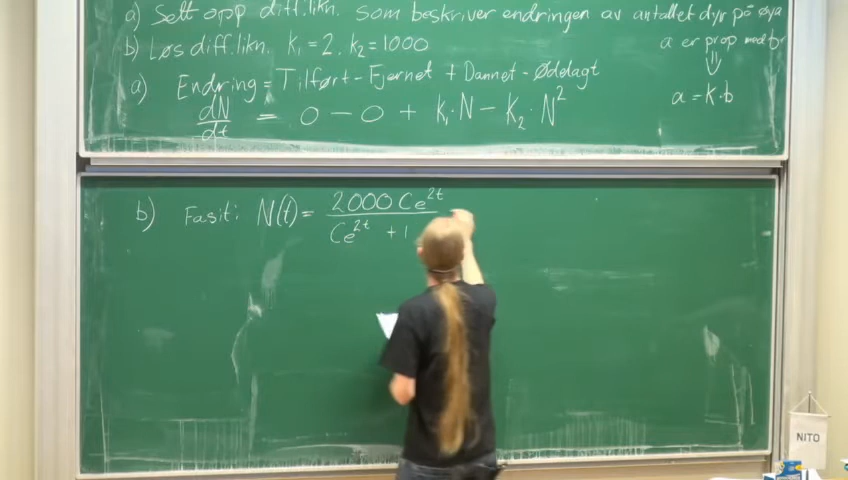 a) Sett opp diff.likn. som beskriver endringen av antallet dyr på øya
b) Løs diff.likn. k₁=2. k₂=1000
a er prop med b
⇓
a = k·b
a) Endring = Tilført - Fjernet + Dannet - Ødelagt
dN/dt = 0 - 0 + k₁·N - k₂·N²
b) Fasit: N(t) = 2000 Ce^{2t} / Ce^{2t} + 1
NITO